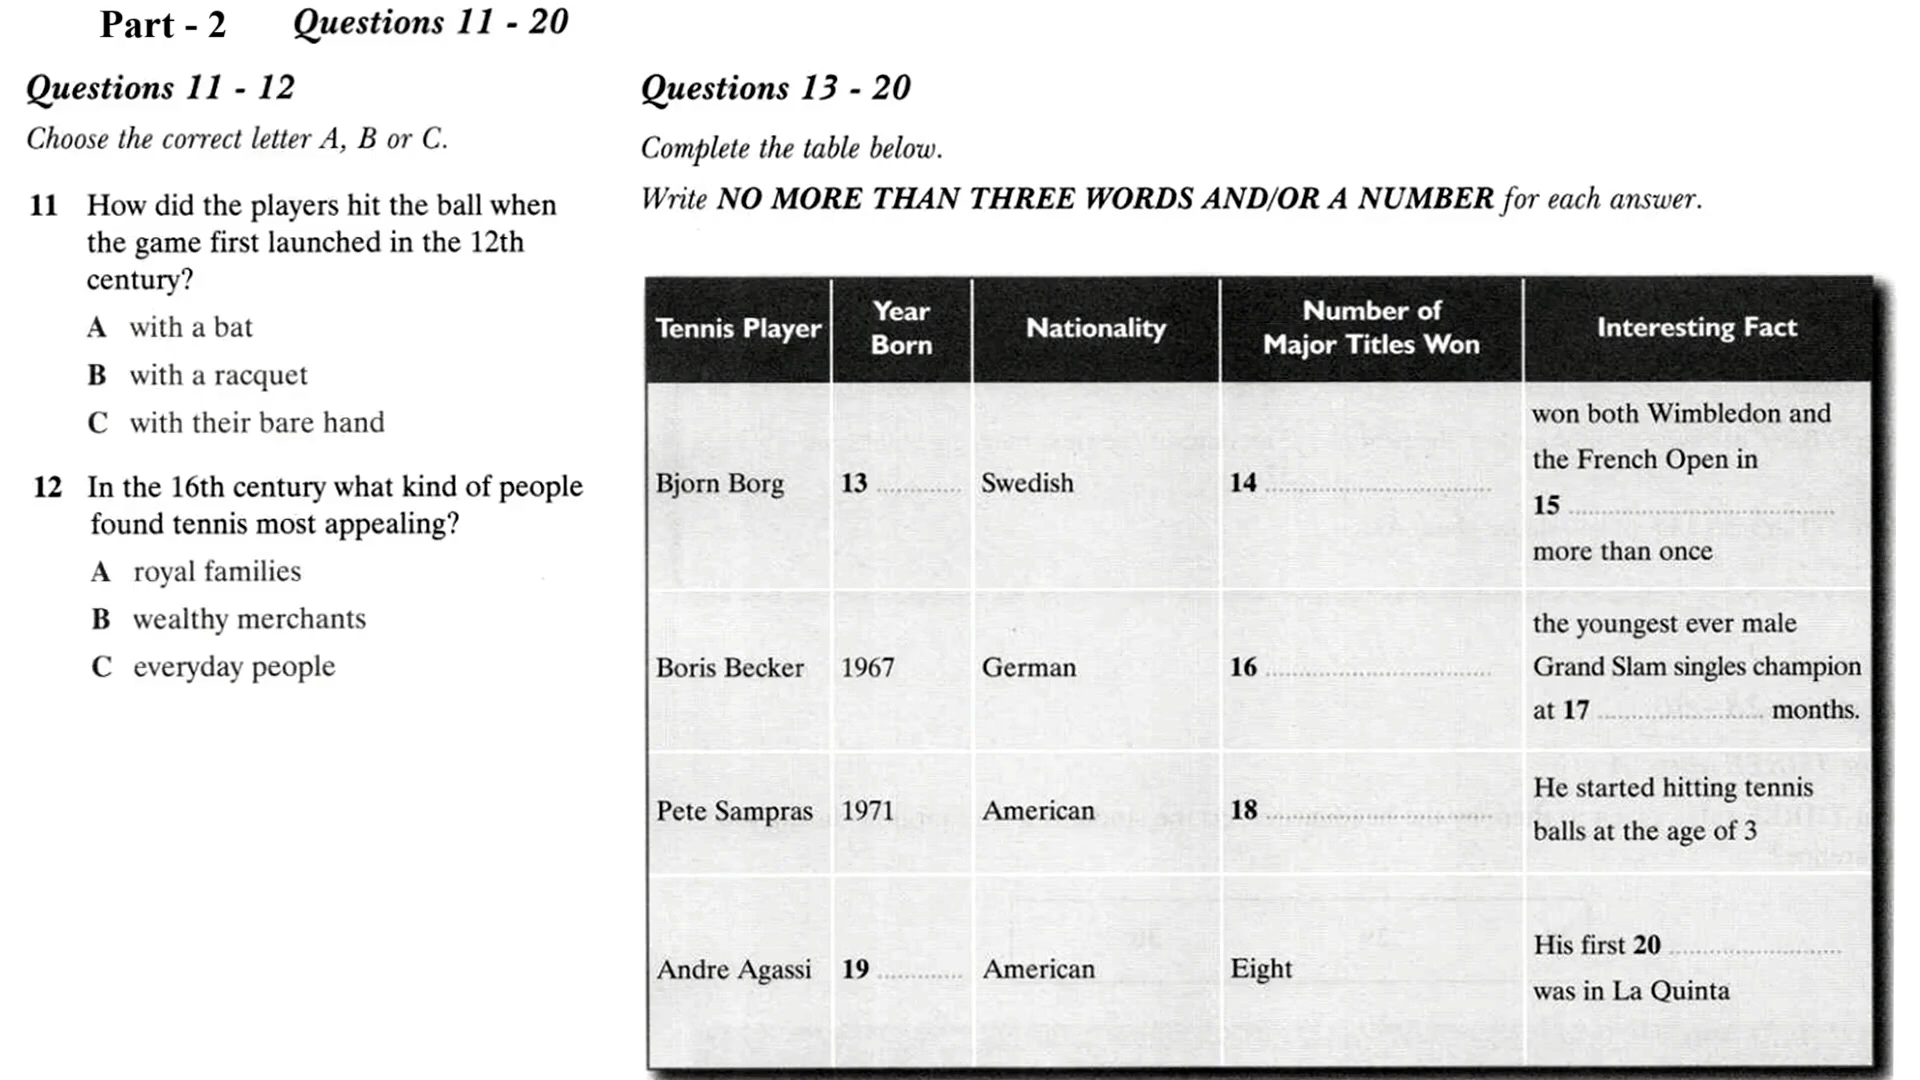 Part - 2 Questions 11 - 20
Questions 11 - 12
Choose the correct letter A, B or C.
11 How did the players hit the ball when
the game first launched in the 12th
century?
A with a bat
B with a racquet
C with their bare hand
12 In the 16th century what kind of people
found tennis most appealing?
A royal families
B wealthy merchants
C everyday people
Questions 13 - 20
Complete the table below.
Write NO MORE THAN THREE WORDS AND/OR A NUMBER for each answer.
Tennis Player Year Born Nationality Number of Major Titles Won Interesting Fact
Bjorn Borg 13 ............ Swedish 14 ................................
won both Wimbledon and
the French Open in
15 ......................................
more than once
Boris Becker 1967 German 16 ................................
the youngest ever male
Grand Slam singles champion
at 17 ........................ months.
Pete Sampras 1971 American 18 ................................
He started hitting tennis
balls at the age of 3
Andre Agassi 19 ............ American Eight
His first 20 ........................
was in La Quinta